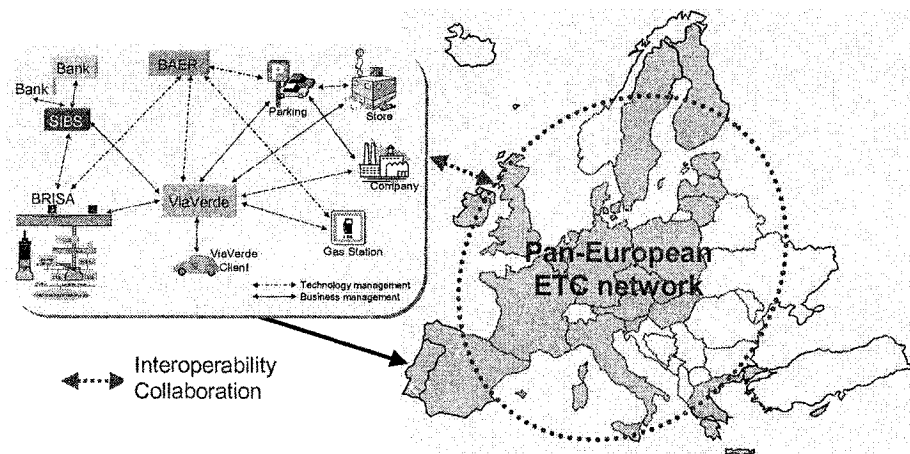 Bank
Bank
BAER
SIBS
Parking
Store
BRISA
ViaVerde
Company
ViaVerde
Client
Gas Station
Technology management
Business management
Pan-European
ETC network
Interoperability
Collaboration